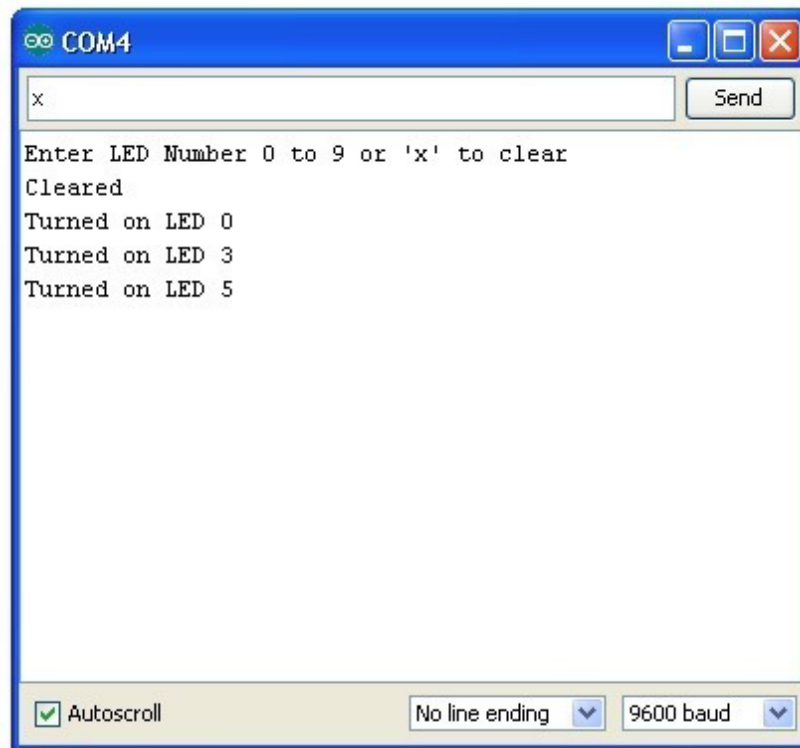 COM4
x
Send
Enter LED Number 0 to 9 or 'x' to clear
Cleared
Turned on LED 0
Turned on LED 3
Turned on LED 5
Autoscroll
No line ending
9600 baud